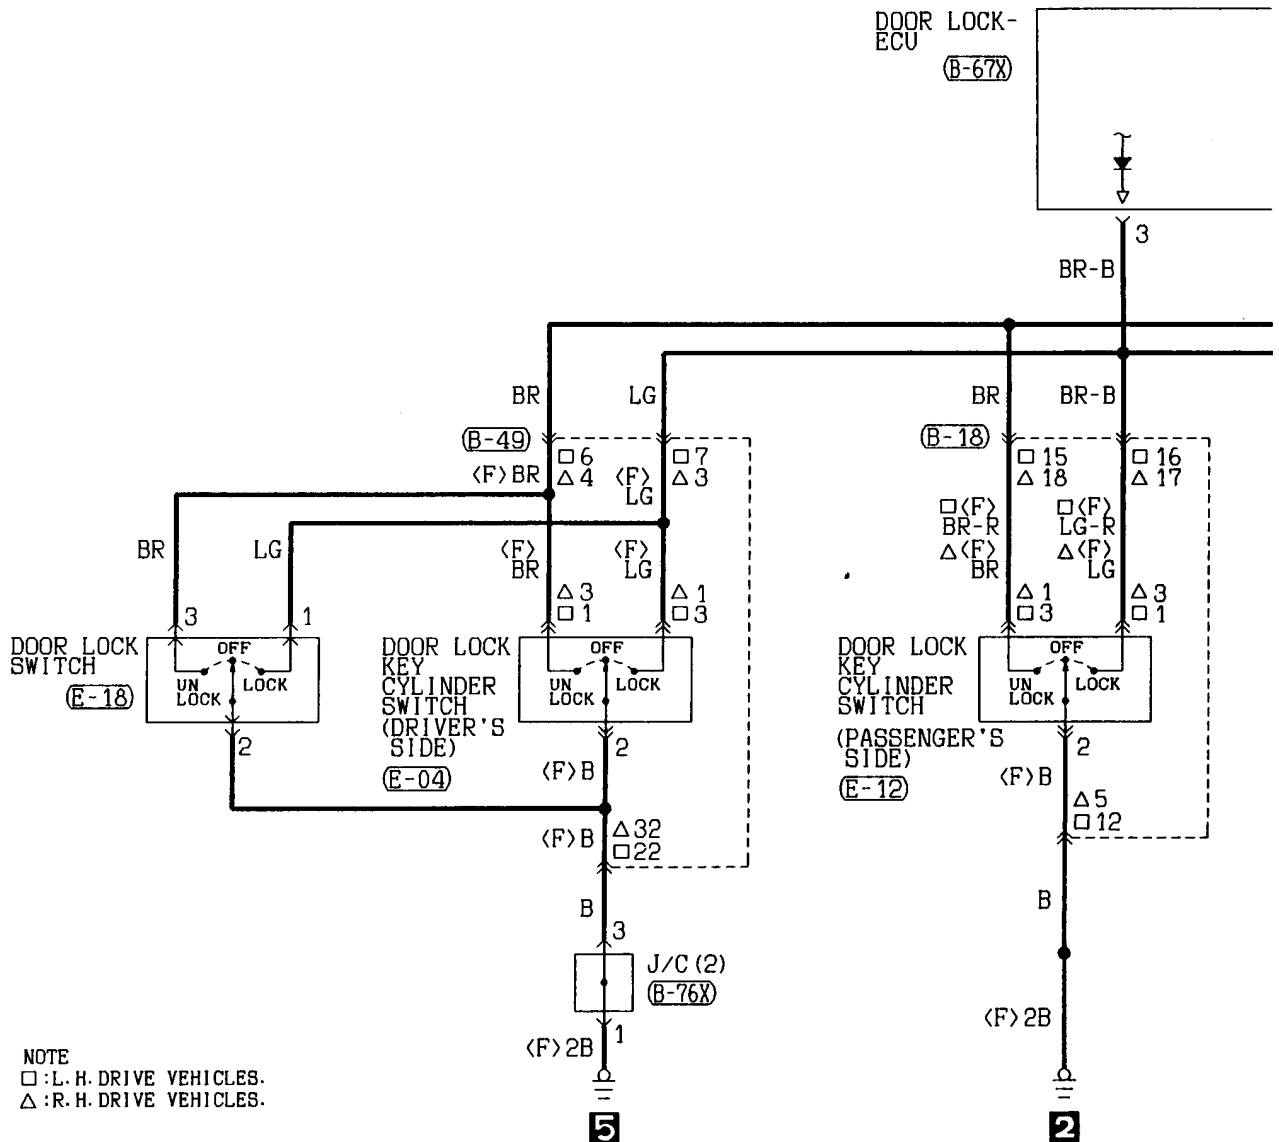 DOOR LOCK-
ECU
(B-67X)
3
BR-B
BR
LG
BR
BR-B
(B-49)
(B-18)
□6
△4
□7
△3
□15
△18
□16
△17
<F>BR
<F>
LG
□<F>
BR-R
△<F>
BR
□<F>
LG-R
△<F>
LG
BR
LG
<F>
BR
<F>
LG
3
1
△3
□1
△1
□3
△1
□3
△3
□1
DOOR LOCK
SWITCH
(E-18)
OFF
UN
LOCK
LOCK
2
DOOR LOCK
KEY
CYLINDER
SWITCH
(DRIVER'S
SIDE)
(E-04)
OFF
UN
LOCK
LOCK
2
<F>B
DOOR LOCK
KEY
CYLINDER
SWITCH
(PASSENGER'S
SIDE)
(E-12)
OFF
UN
LOCK
LOCK
2
<F>B
<F>B
△32
□22
△5
□12
B
3
J/C(2)
(B-76X)
1
<F>2B
5
B
<F>2B
2
NOTE
□:L.H.DRIVE VEHICLES.
△:R.H.DRIVE VEHICLES.